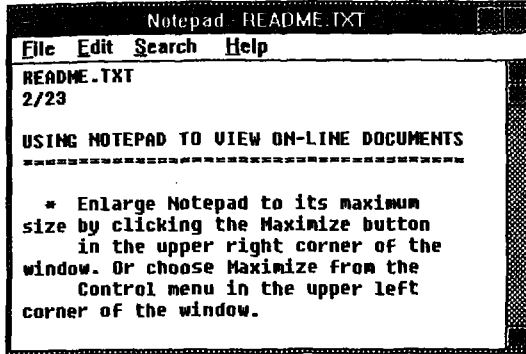 Notepad - README.TXT
File Edit Search Help
README.TXT
2/23
USING NOTEPAD TO VIEW ON-LINE DOCUMENTS
=======================================
* Enlarge Notepad to its maximum
size by clicking the Maximize button
in the upper right corner of the
window. Or choose Maximize from the
Control menu in the upper left
corner of the window.